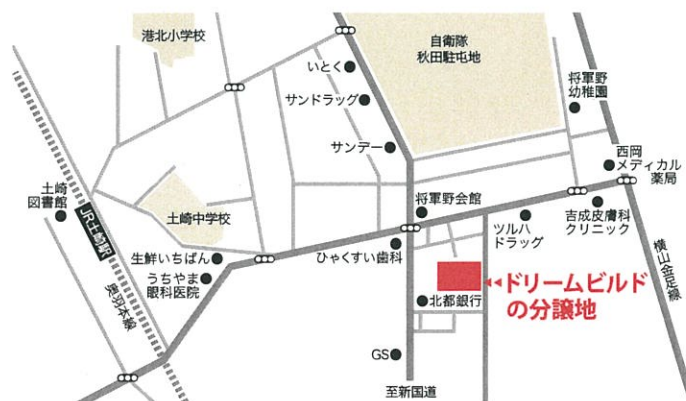 港北小学校
自衛隊
秋田駐屯地
いとく
サンドラッグ
サンデー
将軍野
幼稚園
西岡
メディカル
薬局
土崎
図書館
JR土崎駅
土崎中学校
将軍野会館
ツルハ
ドラッグ
吉成皮膚科
クリニック
生鮮いちばん
うちやま
眼科医院
ひゃくすい歯科
奥羽本線
横山金足線
北都銀行
ドリームビルド
の分譲地
GS
至新国道